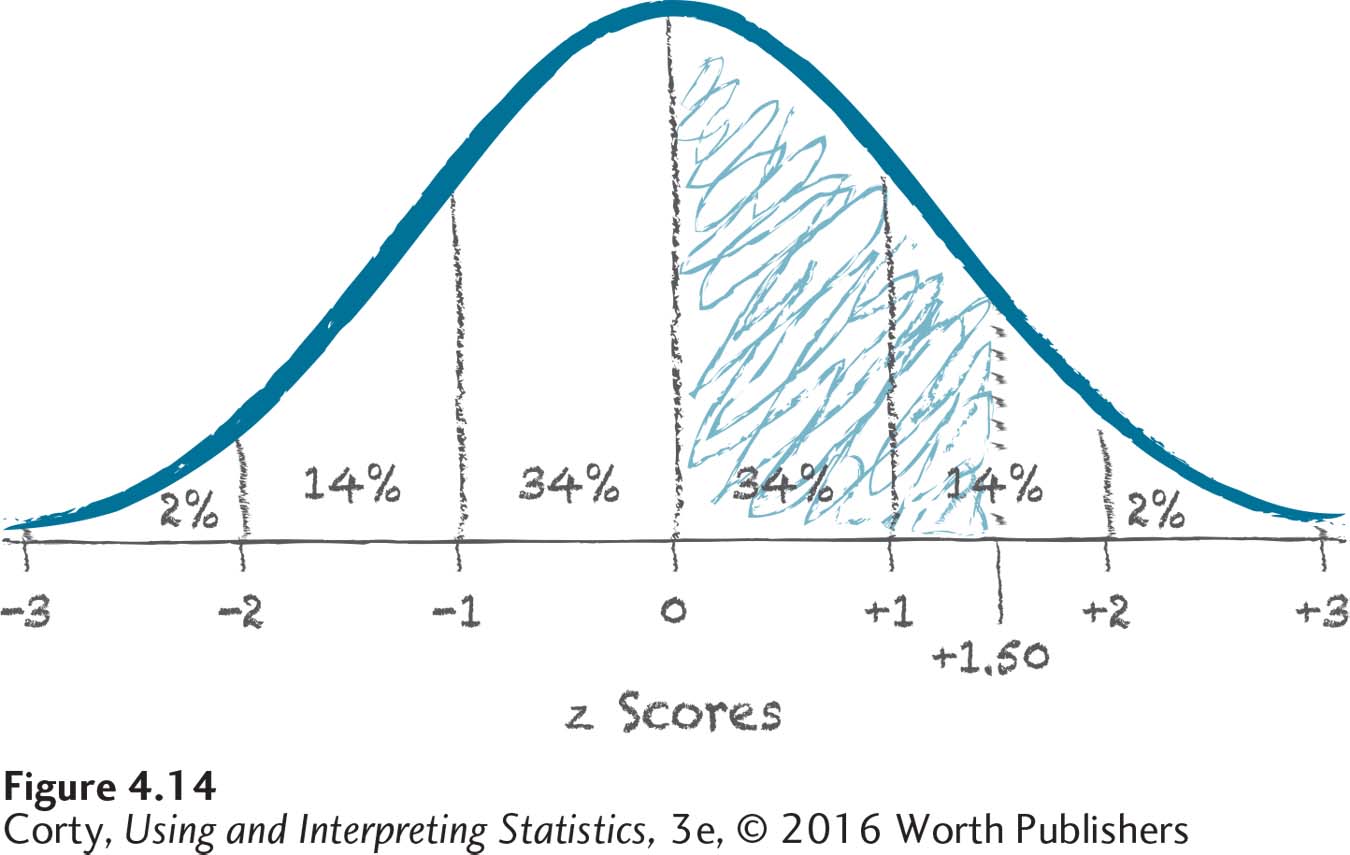 2% 14% 34% 34% 14% 2%
−3 −2 −1 0 +1 +2 +3
+1.50
z Scores
Figure 4.14
Corty, Using and Interpreting Statistics, 3e, © 2016 Worth Publishers